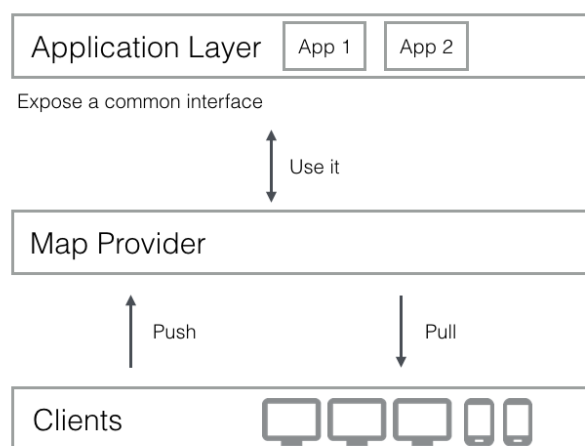 Application Layer App 1 App 2
Expose a common interface
Use it
Map Provider
Push Pull
Clients